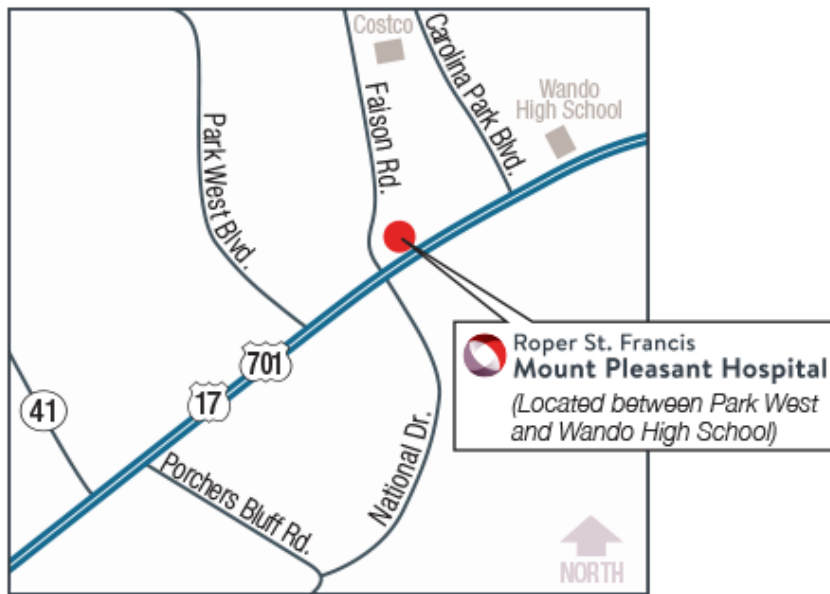 Costco
Carolina Park Blvd.
Wando
High School
Faison Rd.
Park West Blvd.
Roper St. Francis
Mount Pleasant Hospital
(Located between Park West
and Wando High School)
701
17
41
National Dr.
Porchers Bluff Rd.
NORTH